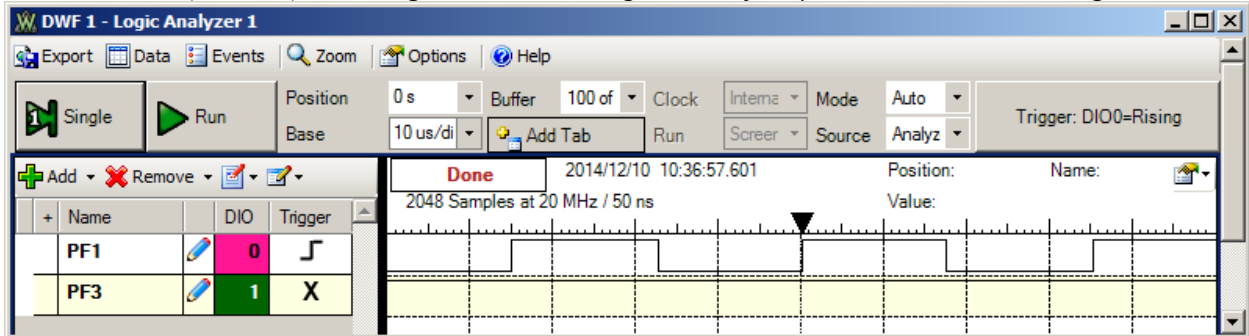 DWF 1 - Logic Analyzer 1
Export Data Events Zoom Options Help
Single Run Position 0 s Buffer 100 of Clock Interna Mode Auto Trigger: DIO0=Rising
Base 10 us/di Add Tab Run Screer Source Analyz
Add Remove Done 2014/12/10 10:36:57.601 Position: Name:
2048 Samples at 20 MHz / 50 ns Value:
+ Name DIO Trigger
PF1 0
PF3 1 X